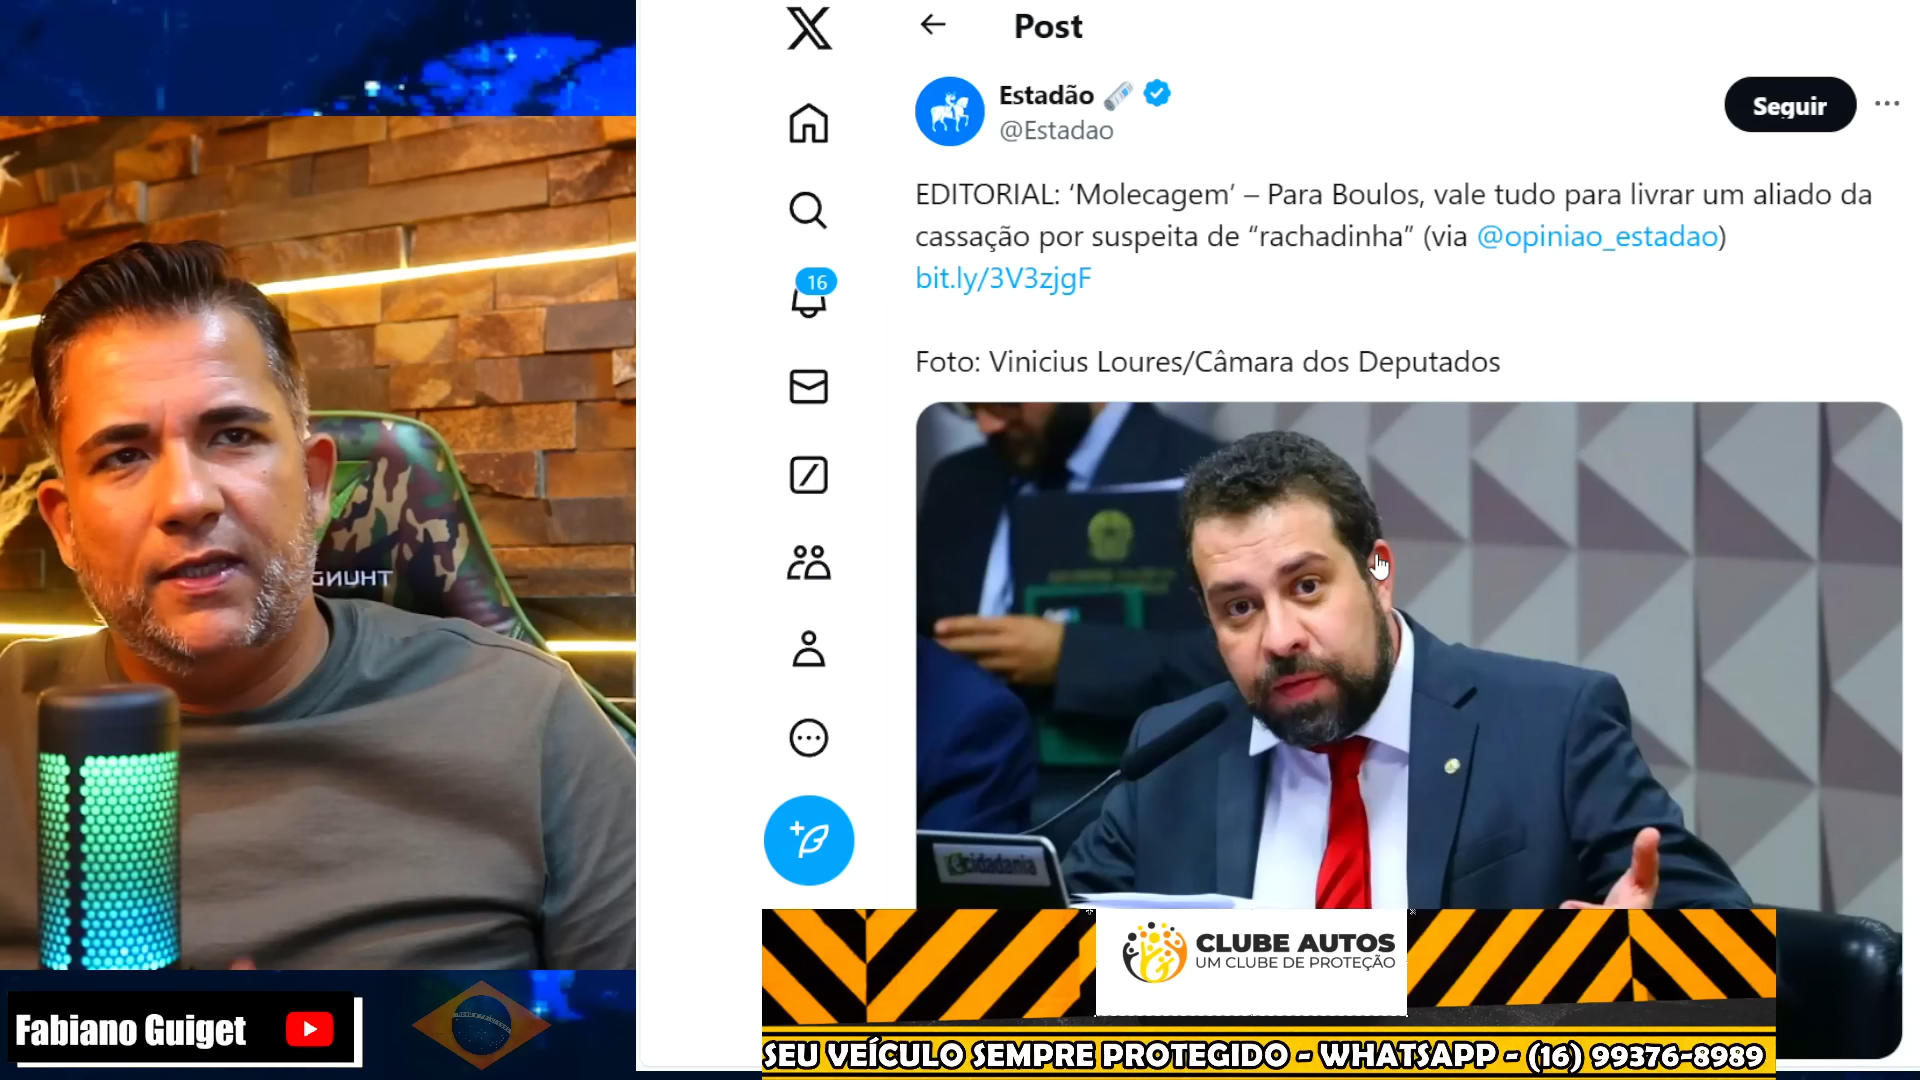 Post
Estadão
@Estadao
Seguir
EDITORIAL: ‘Molecagem’ – Para Boulos, vale tudo para livrar um aliado da
cassação por suspeita de “rachadinha” (via @opiniao_estadao)
bit.ly/3V3zjgF
16
Foto: Vinicius Loures/Câmara dos Deputados
cidadania
CLUBE AUTOS
UM CLUBE DE PROTEÇÃO
Fabiano Guiget
SEU VEÍCULO SEMPRE PROTEGIDO - WHATSAPP - (16) 99376-8989